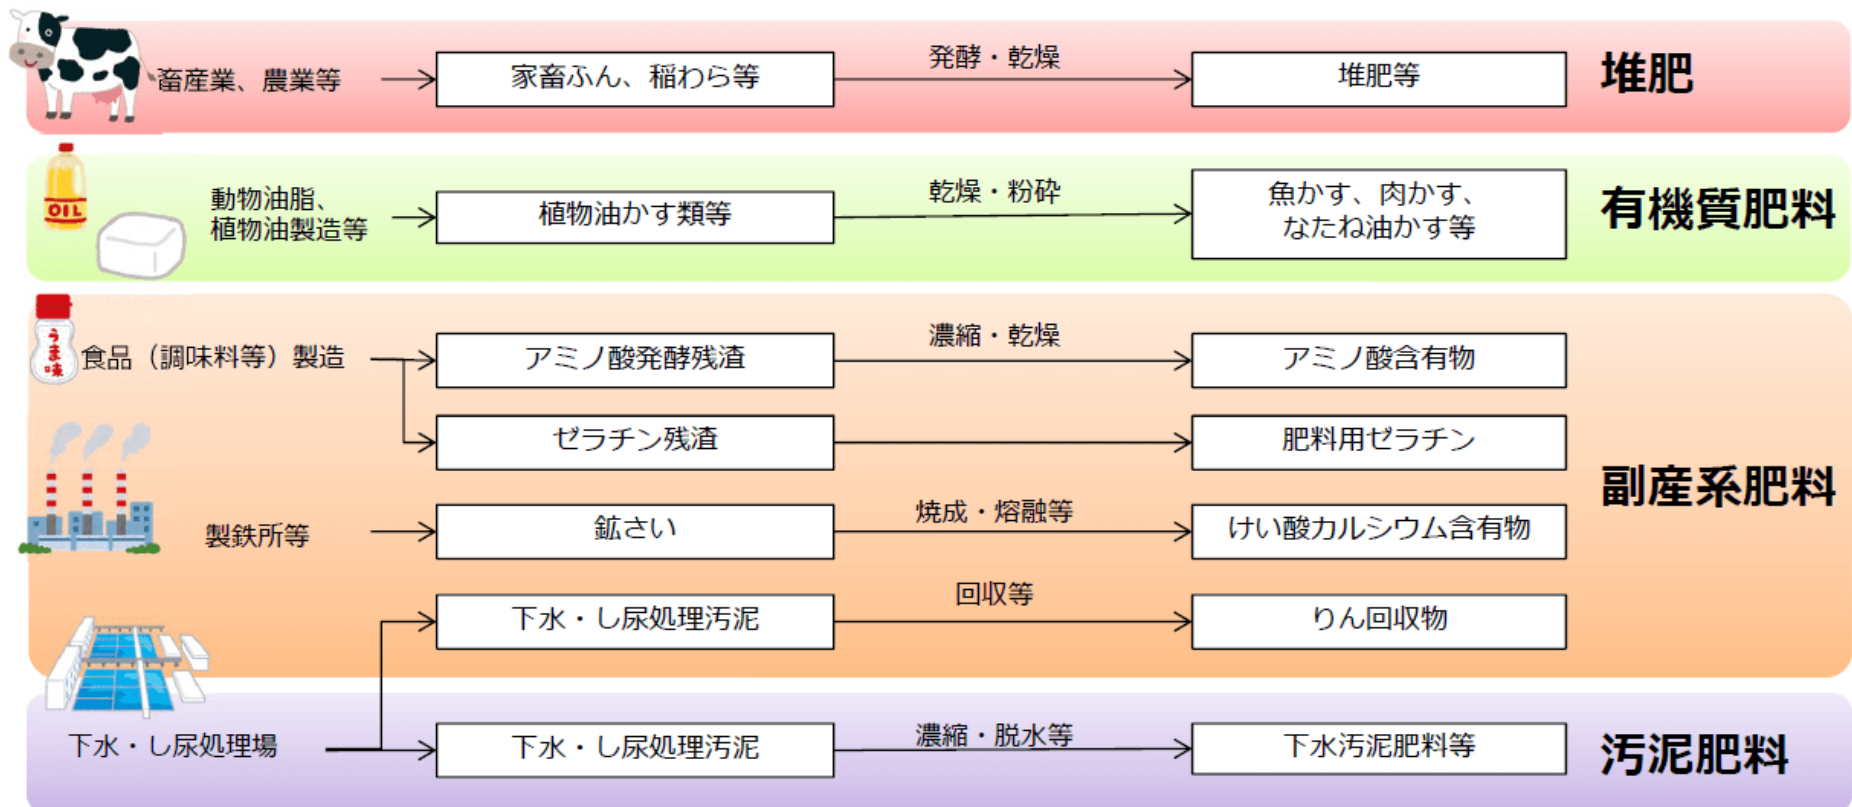 畜産業、農業等
家畜ふん、稲わら等
発酵・乾燥
堆肥等
堆肥
OIL
動物油脂、
植物油製造等
植物油かす類等
乾燥・粉砕
魚かす、肉かす、
なたね油かす等
有機質肥料
うま味
食品（調味料等）製造
アミノ酸発酵残渣
濃縮・乾燥
アミノ酸含有物
ゼラチン残渣
肥料用ゼラチン
副産系肥料
製鉄所等
鉱さい
焼成・熔融等
けい酸カルシウム含有物
下水・し尿処理汚泥
回収等
りん回収物
下水・し尿処理場
下水・し尿処理汚泥
濃縮・脱水等
下水汚泥肥料等
汚泥肥料